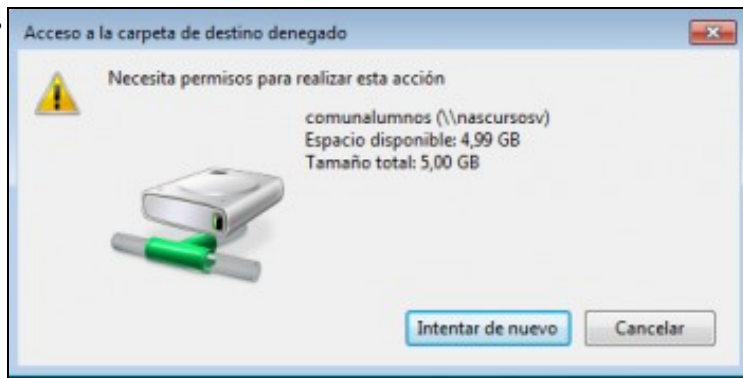 Acceso a la carpeta de destino denegado
Necesita permisos para realizar esta acción
comunalumnos (\\nascursosv)
Espacio disponible: 4,99 GB
Tamaño total: 5,00 GB
Intentar de nuevo
Cancelar